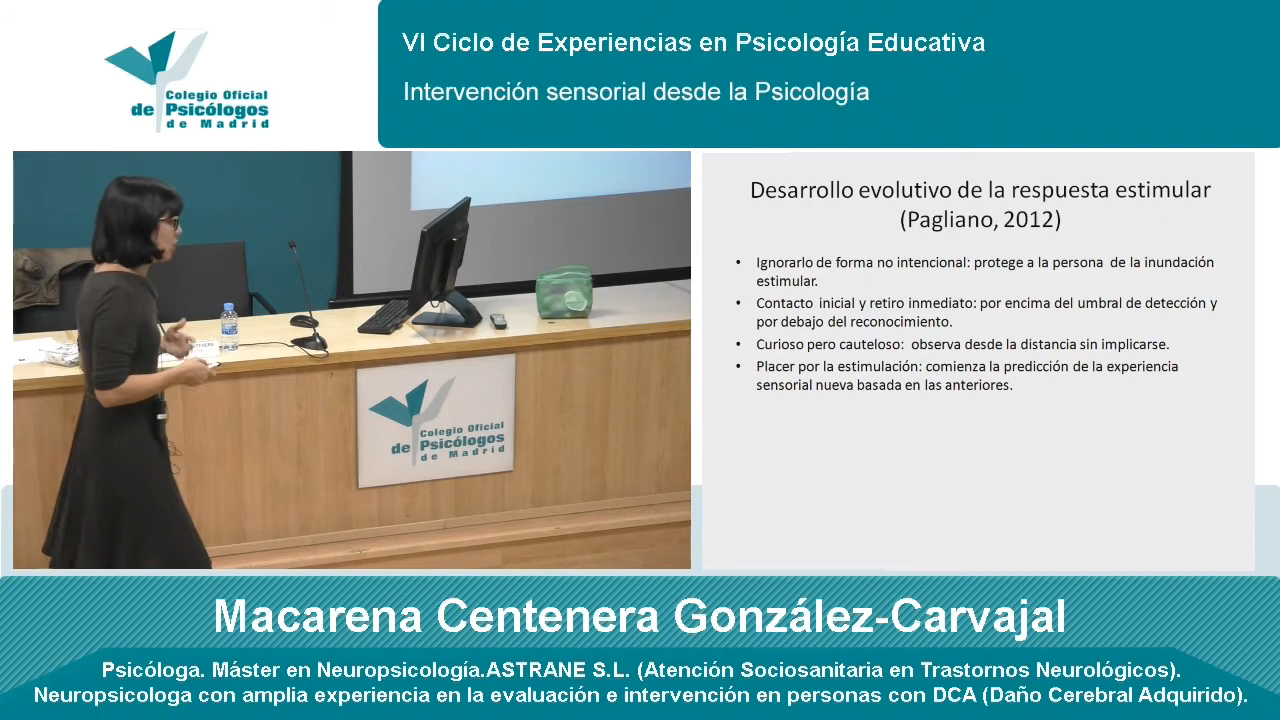 VI Ciclo de Experiencias en Psicología Educativa
Intervención sensorial desde la Psicología
Colegio Oficial
de Psicólogos
de Madrid
Desarrollo evolutivo de la respuesta estimular
(Pagliano, 2012)
• Ignorarlo de forma no intencional: protege a la persona de la inundación
estimular.
• Contacto inicial y retiro inmediato: por encima del umbral de detección y
por debajo del reconocimiento.
• Curioso pero cauteloso: observa desde la distancia sin implicarse.
• Placer por la estimulación: comienza la predicción de la experiencia
sensorial nueva basada en las anteriores.
Colegio Oficial
de Psicólogos
de Madrid
Macarena Centenera González-Carvajal
Psicóloga. Máster en Neuropsicología.ASTRANE S.L. (Atención Sociosanitaria en Trastornos Neurológicos).
Neuropsicologa con amplia experiencia en la evaluación e intervención en personas con DCA (Daño Cerebral Adquirido).